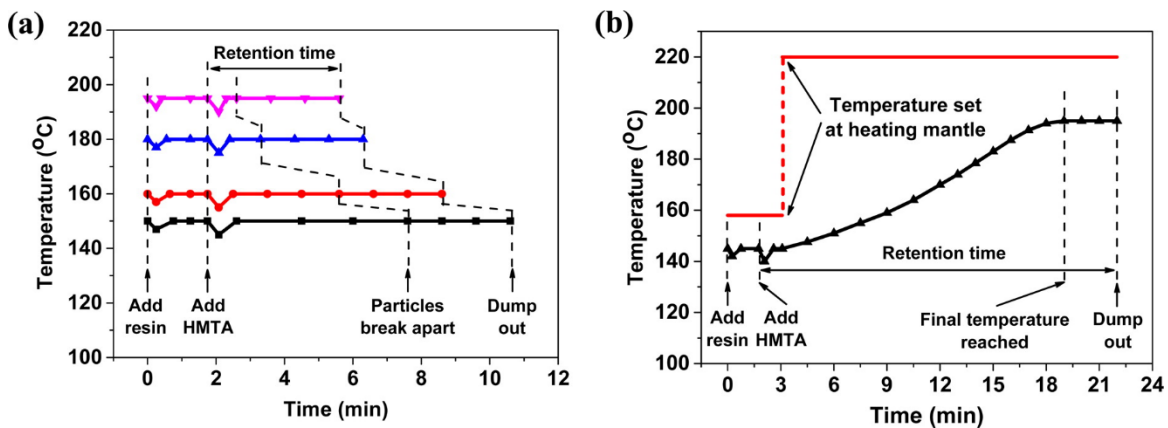 (a)
220
200
180
160
140
120
100
Temperature (°C)
Retention time
Add
resin
Add
HMTA
Particles
break apart
Dump
out
0
2
4
6
8
10
12
Time (min)
(b)
220
200
180
160
140
120
100
Temperature (°C)
Temperature set
at heating mantle
Retention time
Add
resin
Add
HMTA
Final temperature
reached
Dump
out
0
3
6
9
12
15
18
21
24
Time (min)